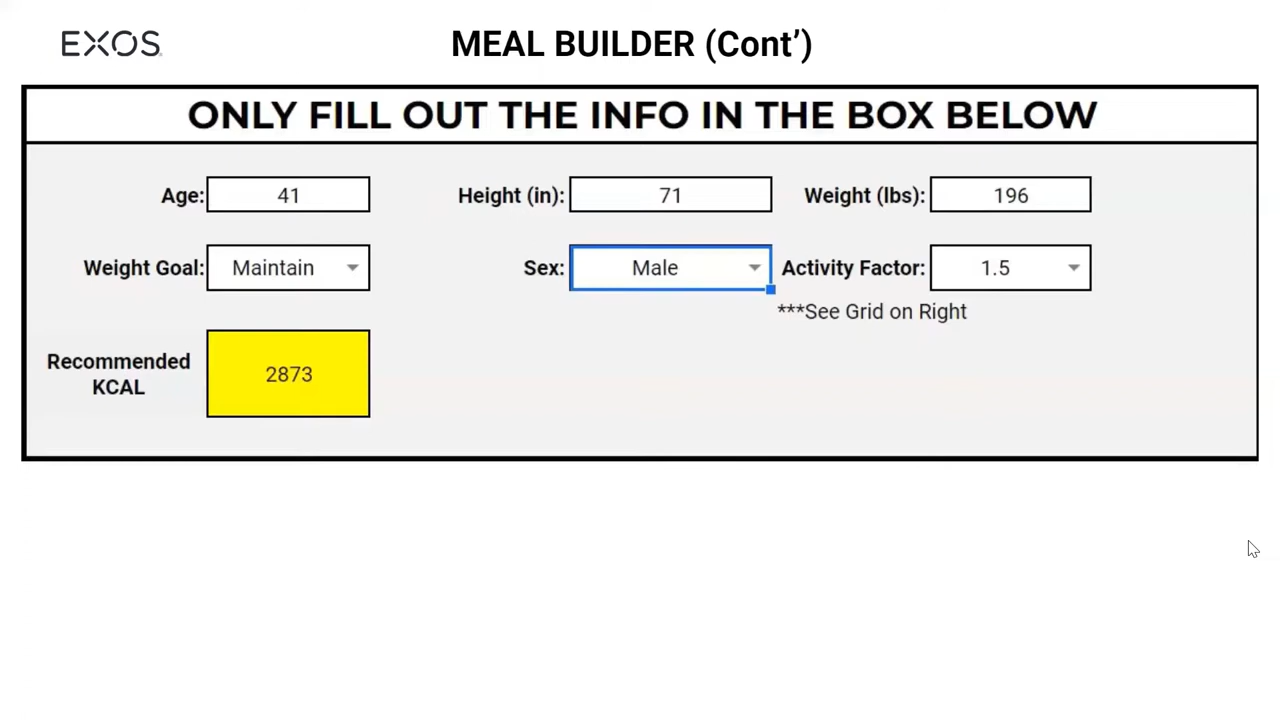 EXOS
MEAL BUILDER (Cont’)
ONLY FILL OUT THE INFO IN THE BOX BELOW
Age: 41 Height (in): 71 Weight (lbs): 196
Weight Goal: Maintain Sex: Male Activity Factor: 1.5
***See Grid on Right
Recommended
KCAL
2873